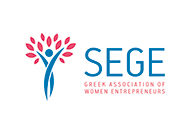 SEGE
GREEK ASSOCIATION OF
WOMEN ENTREPRENEURS